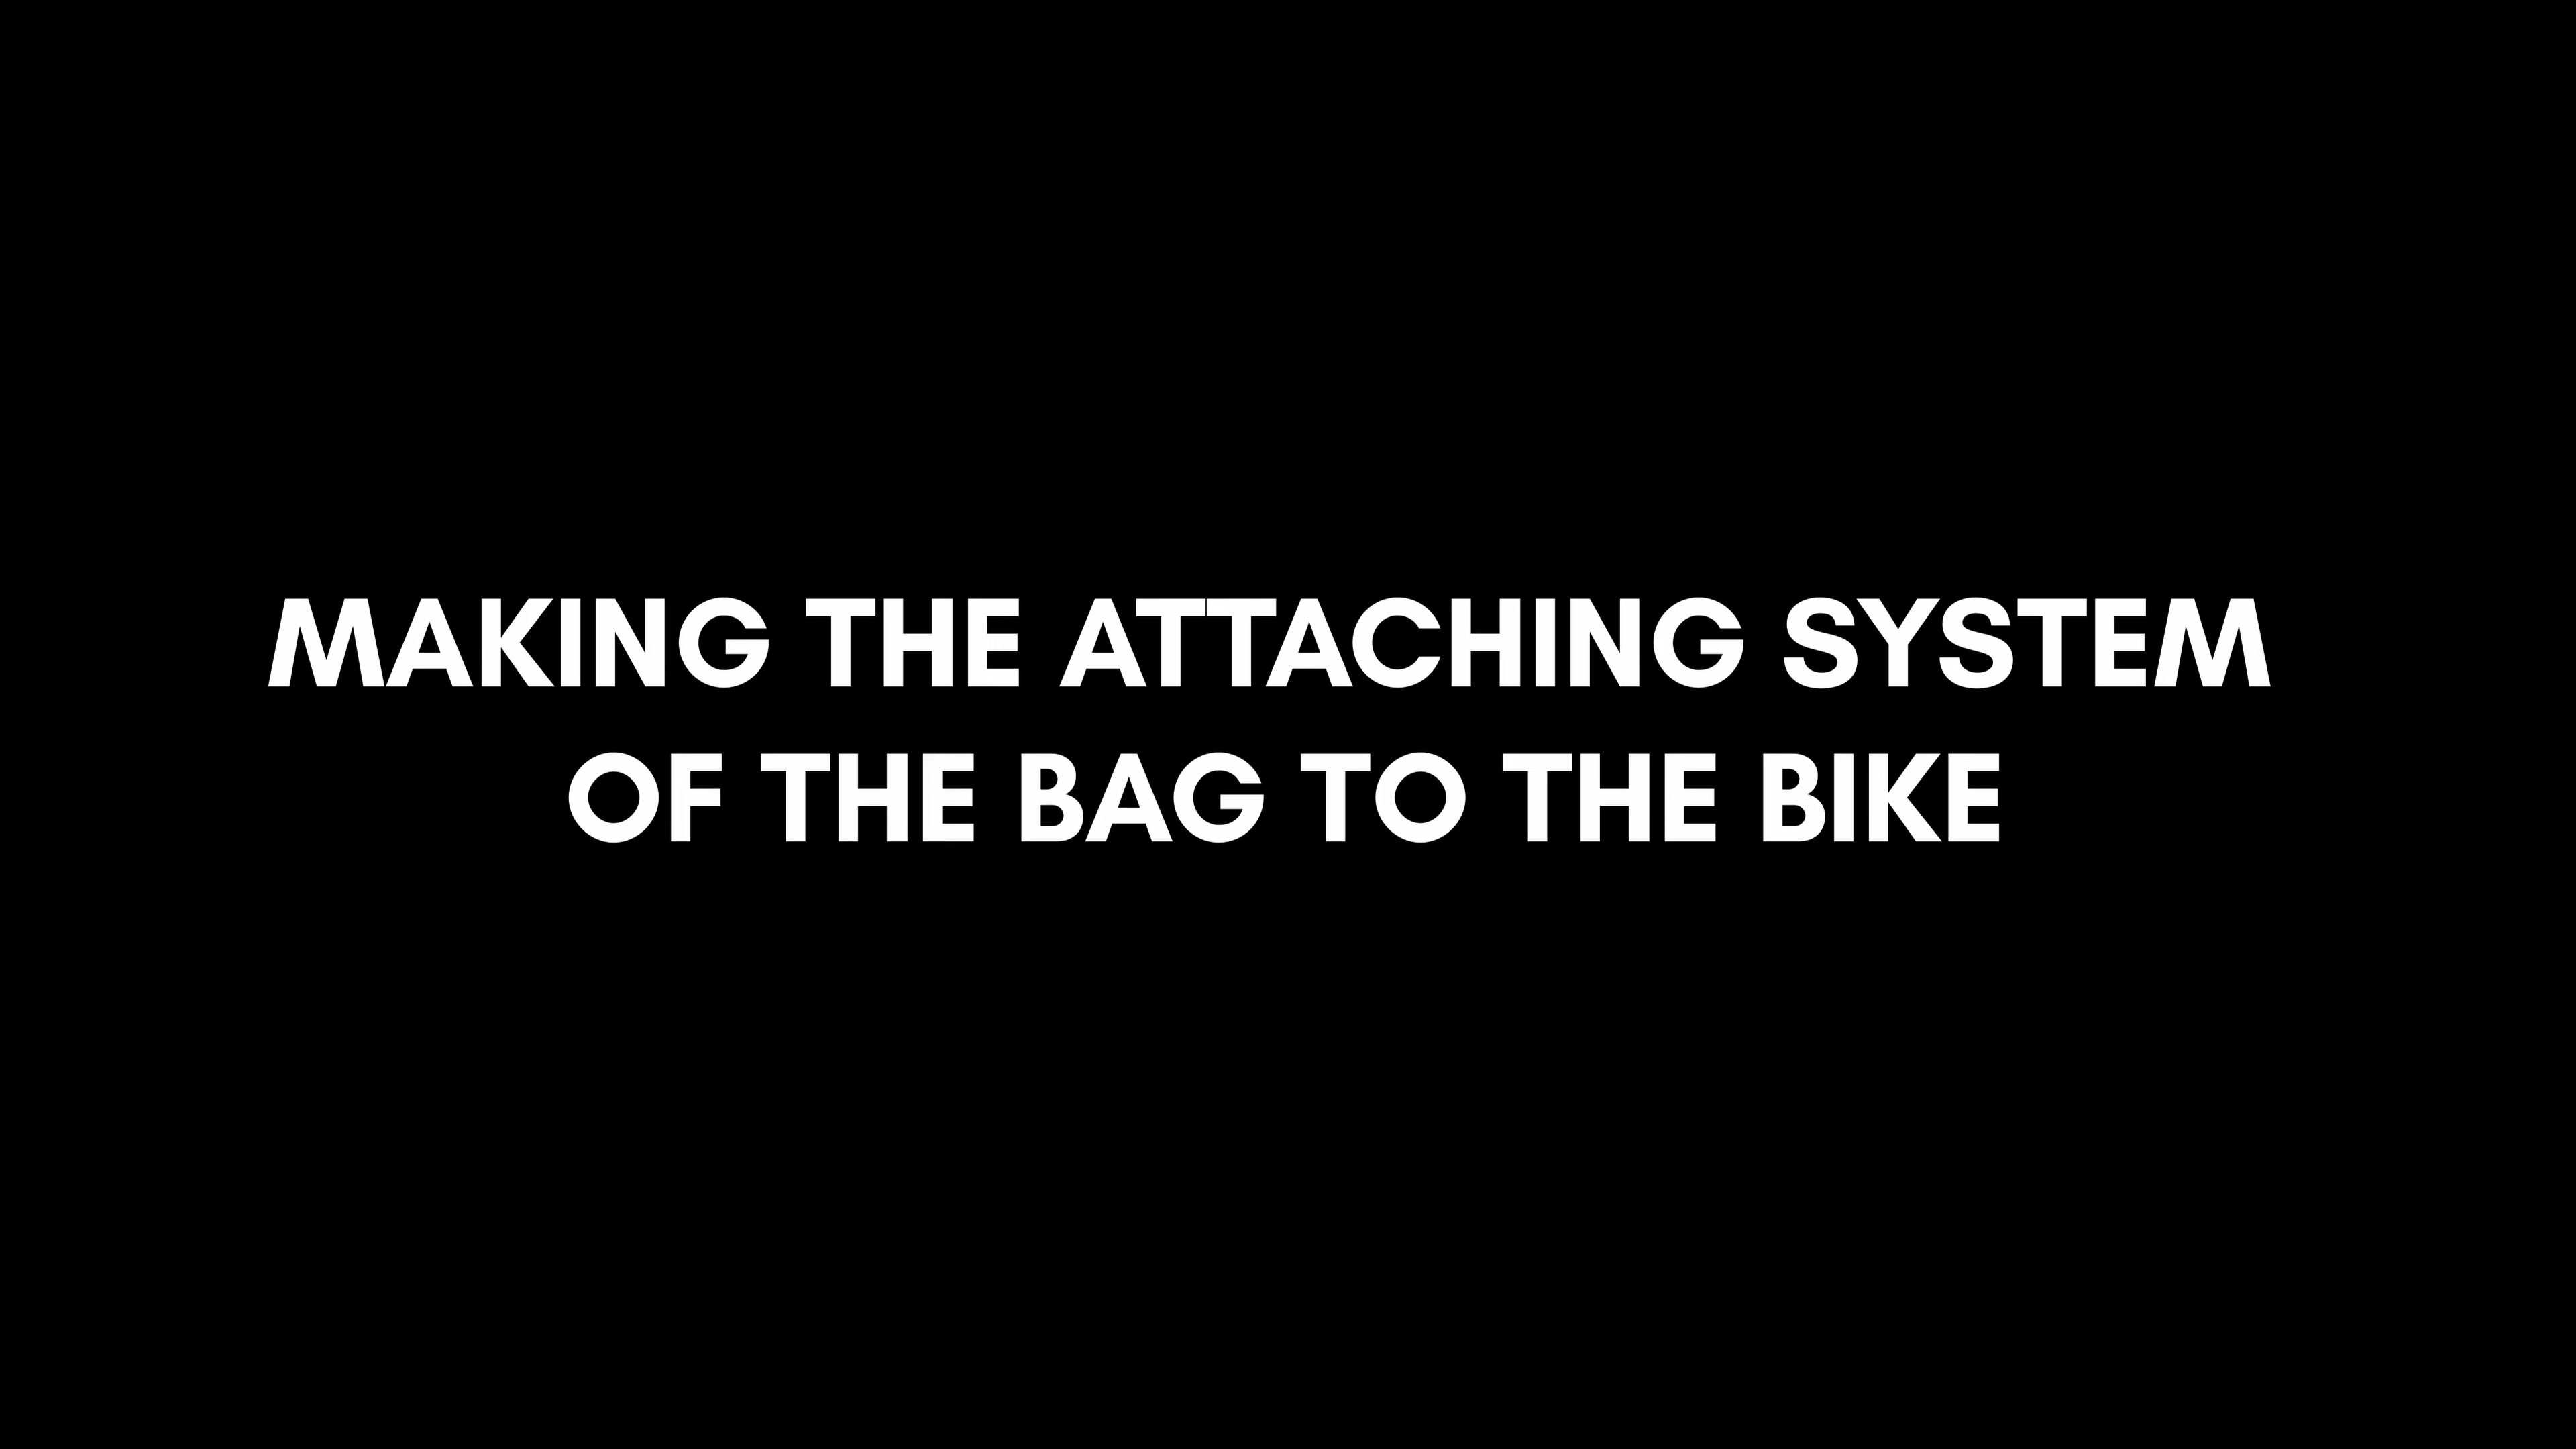 MAKING THE ATTACHING SYSTEM
OF THE BAG TO THE BIKE